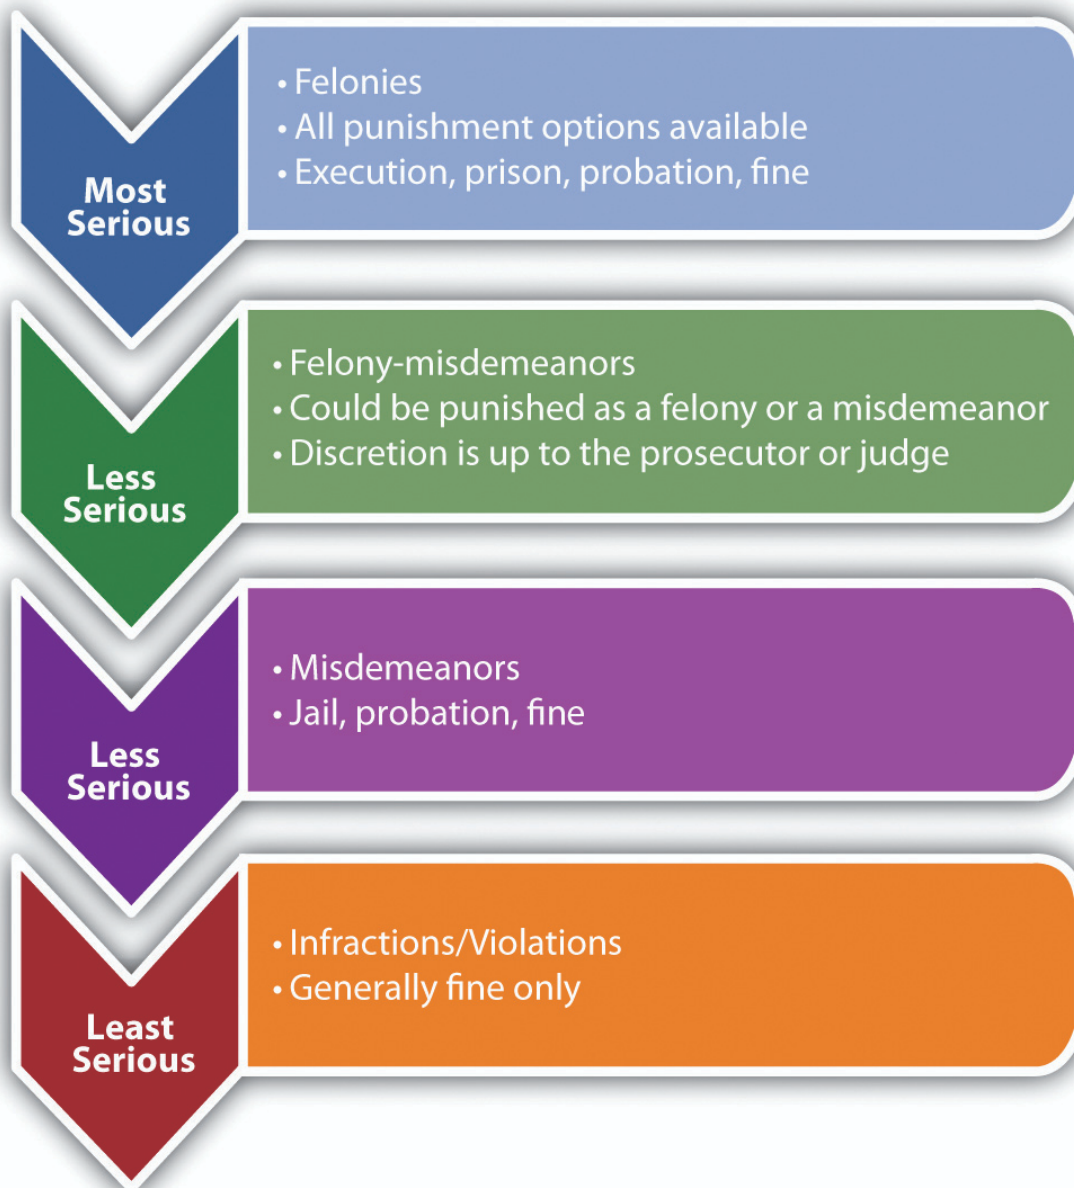 Most
Serious
• Felonies
• All punishment options available
• Execution, prison, probation, fine
Less
Serious
• Felony-misdemeanors
• Could be punished as a felony or a misdemeanor
• Discretion is up to the prosecutor or judge
Less
Serious
• Misdemeanors
• Jail, probation, fine
Least
Serious
• Infractions/Violations
• Generally fine only